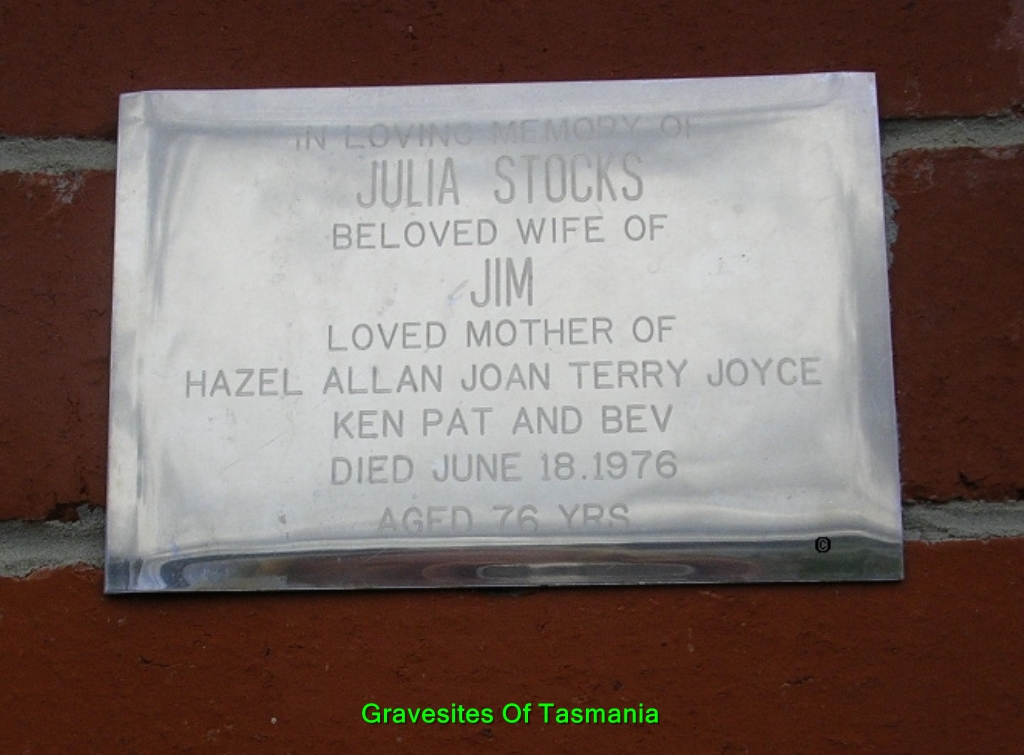 IN LOVING MEMORY OF
JULIA STOCKS
BELOVED WIFE OF
JIM
LOVED MOTHER OF
HAZEL ALLAN JOAN TERRY JOYCE
KEN PAT AND BEV
DIED JUNE 18.1976
AGED 76 YRS.
©
Gravesites Of Tasmania